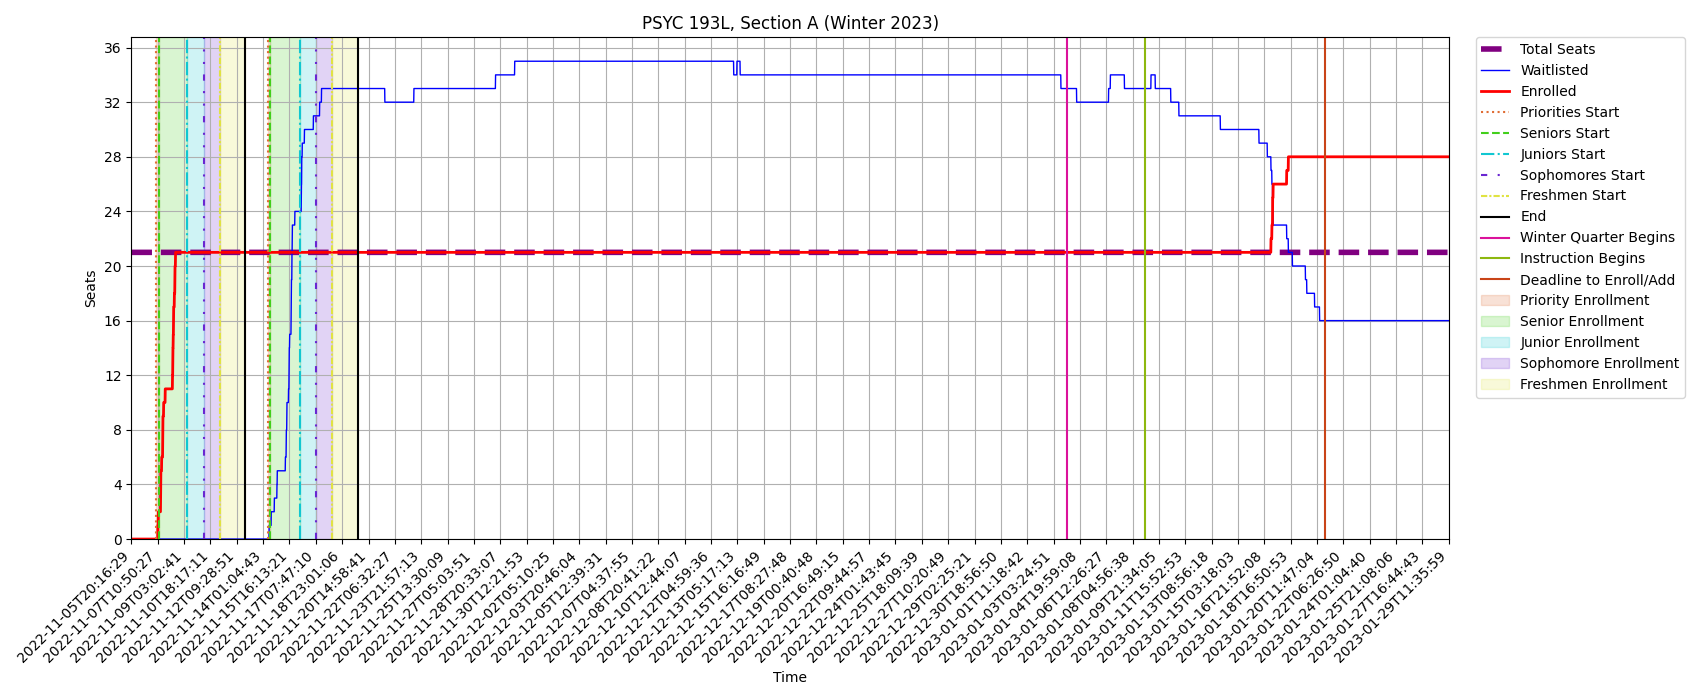 PSYC 193L, Section A (Winter 2023)
Seats
36
32
28
24
20
16
12
8
4
0
2022-11-05T20:16:29
2022-11-07T10:50:27
2022-11-09T03:02:41
2022-11-10T18:17:11
2022-11-12T09:28:51
2022-11-14T01:04:43
2022-11-15T16:13:21
2022-11-17T07:47:10
2022-11-18T23:01:06
2022-11-20T14:58:41
2022-11-22T06:32:27
2022-11-23T21:57:13
2022-11-25T13:30:09
2022-11-27T05:03:51
2022-11-28T20:33:07
2022-11-30T12:21:53
2022-12-02T05:10:25
2022-12-03T20:46:04
2022-12-05T12:39:31
2022-12-07T04:37:55
2022-12-08T20:41:22
2022-12-10T12:44:07
2022-12-12T04:59:36
2022-12-13T05:17:13
2022-12-15T16:16:49
2022-12-17T08:27:48
2022-12-19T00:40:48
2022-12-20T16:49:15
2022-12-22T09:44:57
2022-12-24T01:43:45
2022-12-25T18:09:39
2022-12-27T10:20:49
2022-12-29T02:25:21
2022-12-30T18:56:50
2023-01-01T11:18:42
2023-01-03T03:24:51
2023-01-04T19:59:08
2023-01-06T12:26:27
2023-01-08T04:56:38
2023-01-09T21:34:05
2023-01-11T15:52:53
2023-01-13T08:56:18
2023-01-15T03:18:03
2023-01-16T21:52:08
2023-01-18T16:50:53
2023-01-20T11:47:04
2023-01-22T06:26:50
2023-01-24T01:04:40
2023-01-25T21:08:06
2023-01-27T16:44:43
2023-01-29T11:35:59
Time
Total Seats
Waitlisted
Enrolled
Priorities Start
Seniors Start
Juniors Start
Sophomores Start
Freshmen Start
End
Winter Quarter Begins
Instruction Begins
Deadline to Enroll/Add
Priority Enrollment
Senior Enrollment
Junior Enrollment
Sophomore Enrollment
Freshmen Enrollment